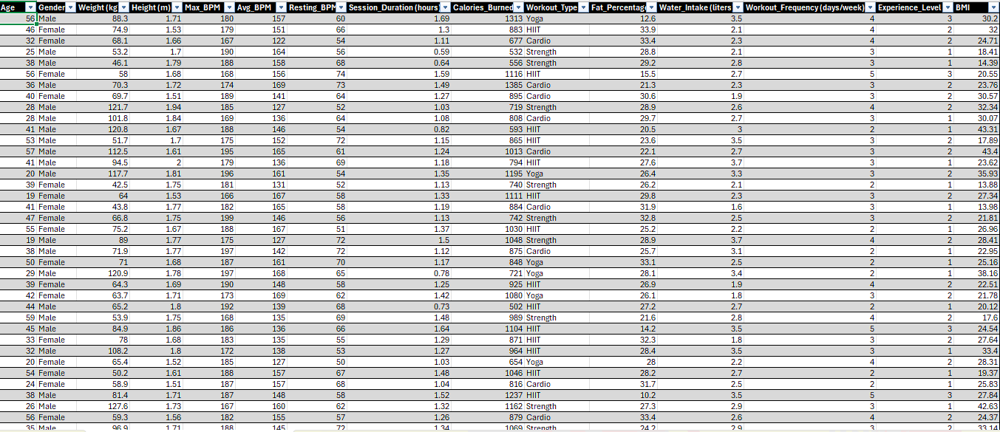 Age Gender Weight (kg Height (m) Max_BPM Avg_BPM Resting_BPM Session_Duration (hours Calories_Burned Workout_Type Fat_Percentag Water_Intake (liters Workout_Frequency (days/week) Experience_Level BMI
56 Male 88.3 1.71 180 157 60 1.69 1313 Yoga 12.6 3.5 4 3 30.2
46 Female 74.9 1.53 179 151 66 1.3 883 HIIT 33.9 2.1 4 2 32
32 Female 68.1 1.66 167 122 54 1.11 677 Cardio 33.4 2.3 4 2 24.71
25 Male 53.2 1.7 190 164 56 0.59 532 Strength 28.8 2.1 3 1 18.41
38 Male 46.1 1.79 188 158 68 0.64 556 Strength 29.2 2.8 3 1 14.39
56 Female 58 1.68 168 156 74 1.59 1116 HIIT 15.5 2.7 5 3 20.55
36 Male 70.3 1.72 174 169 73 1.49 1385 Cardio 21.3 2.3 3 2 23.76
40 Female 69.7 1.51 189 141 64 1.27 895 Cardio 30.6 1.9 3 2 30.57
28 Male 121.7 1.94 185 127 52 1.03 719 Strength 28.9 2.6 4 2 32.34
28 Male 101.8 1.84 169 136 64 1.08 808 Cardio 29.7 2.7 3 1 30.07
41 Male 120.8 1.67 188 146 54 0.82 593 HIIT 20.5 3 2 1 43.31
53 Male 51.7 1.7 175 152 72 1.15 865 HIIT 23.6 3.5 3 2 17.89
57 Male 112.5 1.61 195 165 61 1.24 1013 Cardio 22.1 2.7 3 2 43.4
41 Male 94.5 2 179 136 69 1.18 794 HIIT 27.6 3.7 3 1 23.62
20 Male 117.7 1.81 196 161 54 1.35 1195 Yoga 26.4 3.3 3 2 35.93
39 Female 42.5 1.75 181 131 52 1.13 740 Strength 26.2 2.1 2 1 13.88
19 Female 64 1.53 166 167 58 1.33 1111 HIIT 29.8 2.3 3 2 27.34
41 Female 43.8 1.77 182 165 58 1.19 884 Cardio 31.9 1.6 3 1 13.98
47 Female 66.8 1.75 199 146 56 1.13 742 Strength 32.8 2.5 3 2 21.81
55 Female 75.2 1.67 188 167 51 1.37 1030 HIIT 25.2 2.2 2 1 26.96
19 Male 89 1.77 175 127 72 1.5 1048 Strength 28.9 3.7 4 2 28.41
38 Male 71.9 1.77 197 142 72 1.12 875 Cardio 25.7 3.1 2 1 22.95
50 Female 71 1.68 187 161 70 1.17 848 Yoga 33.1 2.5 2 1 25.16
29 Male 120.9 1.78 197 168 65 0.78 721 Yoga 28.1 3.4 2 1 38.16
39 Female 64.3 1.69 190 148 58 1.25 925 HIIT 26.9 1.9 4 2 22.51
42 Female 63.7 1.71 173 169 62 1.42 1080 Yoga 26.1 1.8 3 2 21.78
44 Male 65.2 1.8 192 139 68 0.73 502 HIIT 27.2 2.7 2 1 20.12
59 Male 53.9 1.75 168 135 69 1.48 989 Strength 21.6 2.8 4 2 17.6
45 Male 84.9 1.86 186 136 66 1.64 1104 HIIT 14.2 3.5 5 3 24.54
33 Female 78 1.68 183 135 55 1.29 871 HIIT 32.3 1.8 3 2 27.64
32 Male 108.2 1.8 172 138 53 1.27 964 HIIT 28.4 3.5 3 1 33.4
20 Female 65.4 1.52 185 127 50 1.03 654 Yoga 28 2.2 4 2 28.31
54 Female 50.2 1.61 188 157 67 1.48 1046 HIIT 28.2 2.7 2 1 19.37
24 Female 58.9 1.51 187 157 68 1.04 816 Cardio 31.7 2.5 2 1 25.83
38 Male 81.4 1.71 187 148 58 1.52 1237 HIIT 10.2 3.5 5 3 27.84
26 Male 127.6 1.73 167 160 62 1.32 1162 Strength 27.3 2.9 3 1 42.63
56 Female 59.3 1.56 182 155 57 1.26 879 Cardio 33.4 2.6 4 2 24.37
35 Male 96.9 1.71 188 145 72 1.34 1069 Strength 24.2 2.9 3 2 33.14